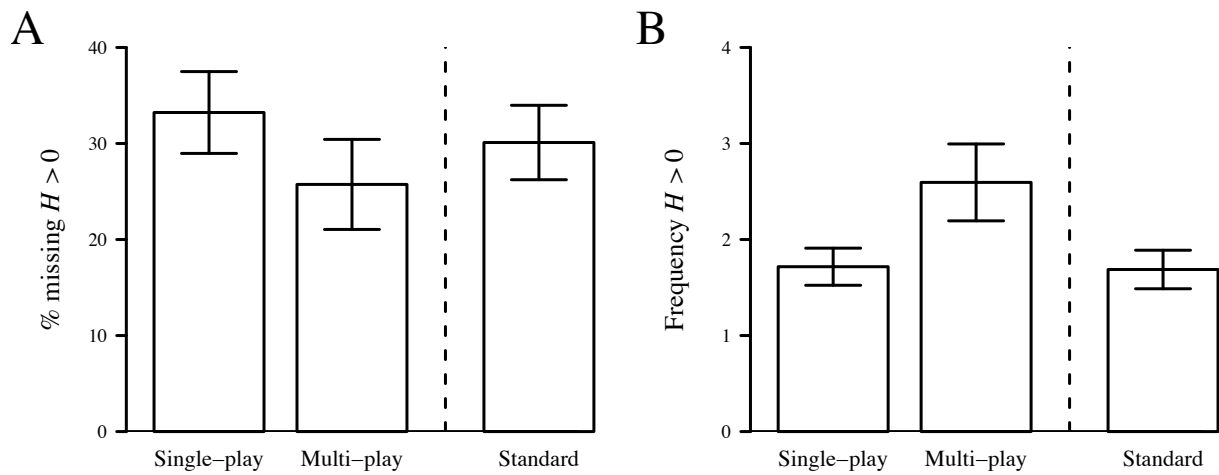 A
% missing H > 0
40
30
20
10
0
Single–play
Multi–play
Standard
B
Frequency H > 0
4
3
2
1
0
Single–play
Multi–play
Standard